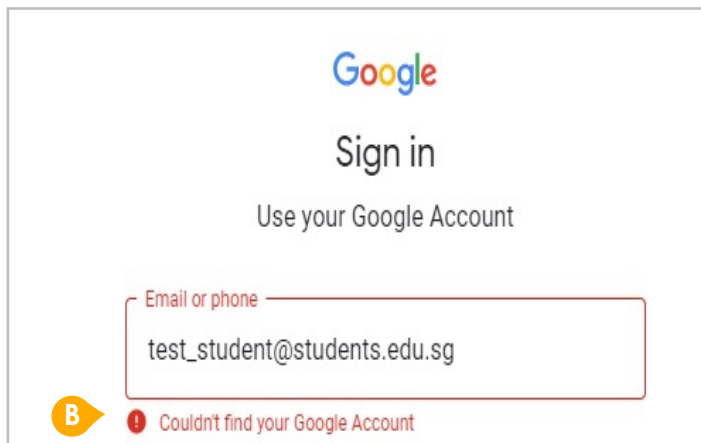 Google
Sign in
Use your Google Account
Email or phone
test_student@students.edu.sg
B
Couldn't find your Google Account